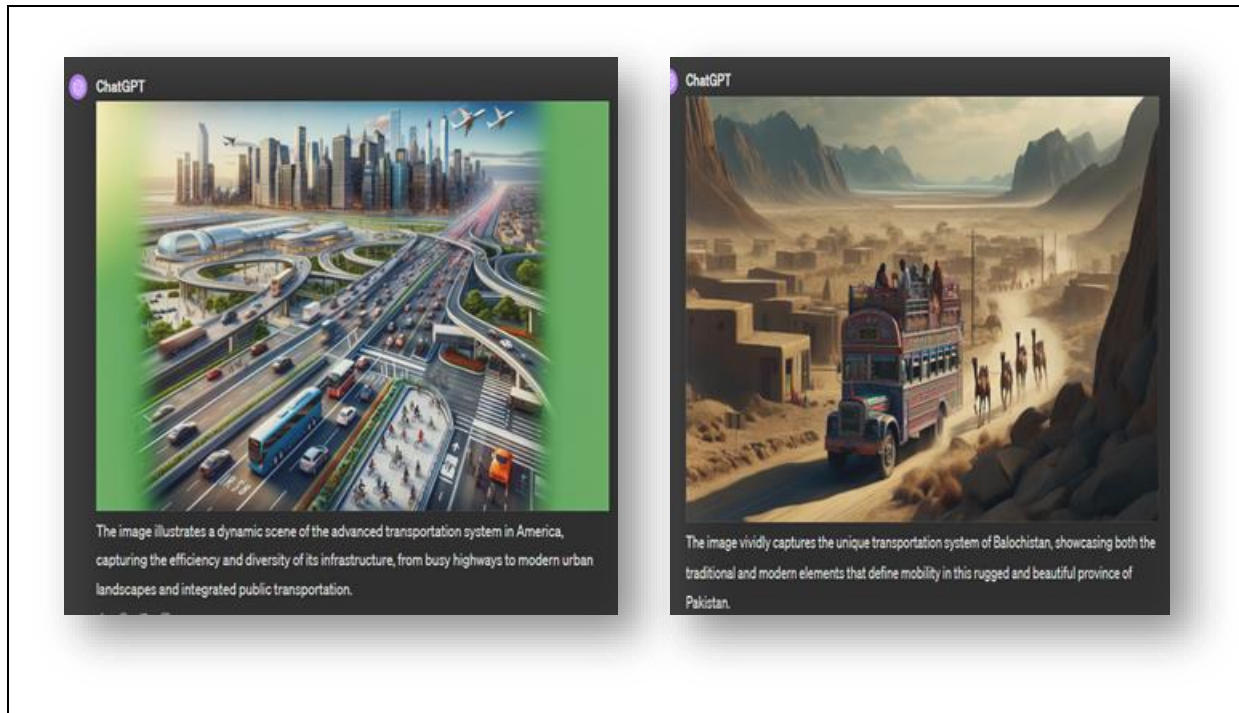 ChatGPT
The image illustrates a dynamic scene of the advanced transportation system in America,
capturing the efficiency and diversity of its infrastructure, from busy highways to modern urban
landscapes and integrated public transportation.
ChatGPT
The image vividly captures the unique transportation system of Balochistan, showcasing both the
traditional and modern elements that define mobility in this rugged and beautiful province of
Pakistan.